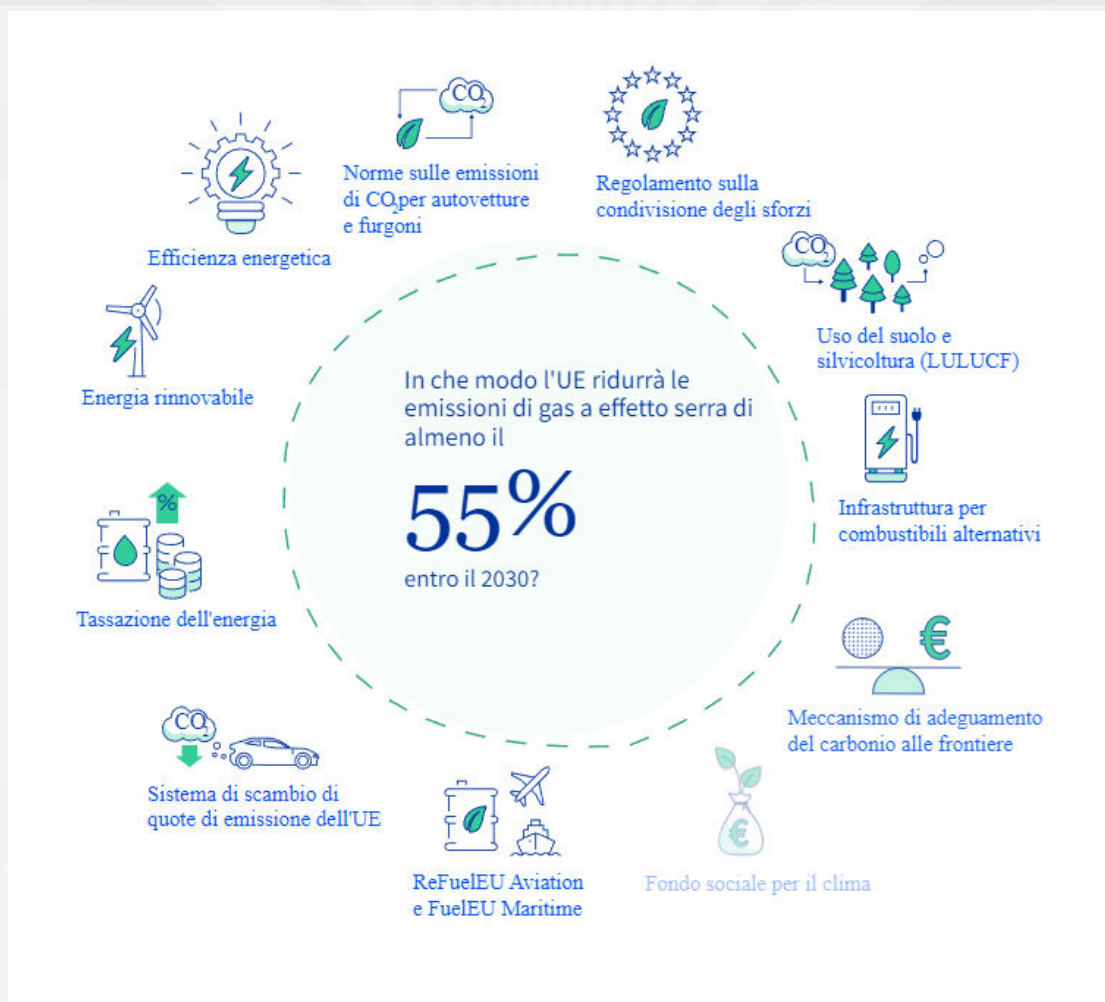 CO2
Norme sulle emissioni
di CO2per autovetture
e furgoni
Regolamento sulla
condivisione degli sforzi
Efficienza energetica
CO2
Uso del suolo e
silvicoltura (LULUCF)
Energia rinnovabile
In che modo l'UE ridurrà le
emissioni di gas a effetto serra di
almeno il
55%
entro il 2030?
Infrastruttura per
combustibili alternativi
%
Tassazione dell'energia
€
Meccanismo di adeguamento
del carbonio alle frontiere
CO2
Sistema di scambio di
quote di emissione dell'UE
ReFuelEU Aviation
e FuelEU Maritime
€
Fondo sociale per il clima